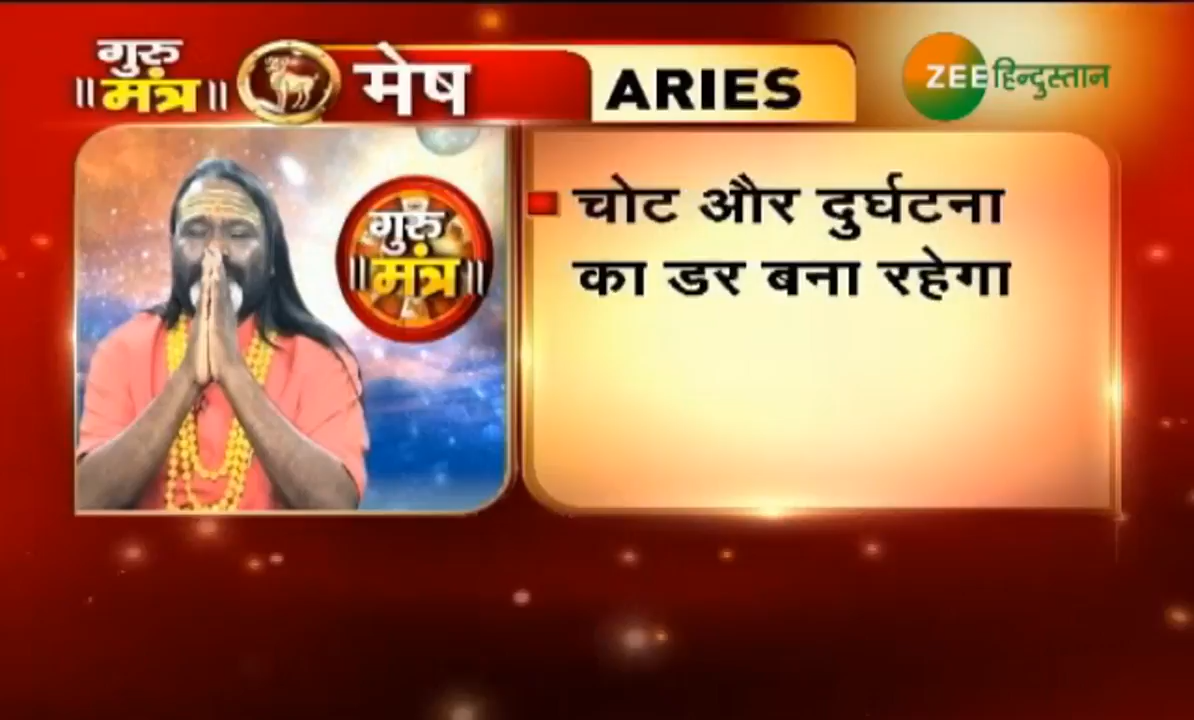 गुरु
॥ मंत्र ॥
मेष
ARIES
ZEE हिन्दुस्तान
गुरु
॥ मंत्र ॥
चोट और दुर्घटना
का डर बना रहेगा